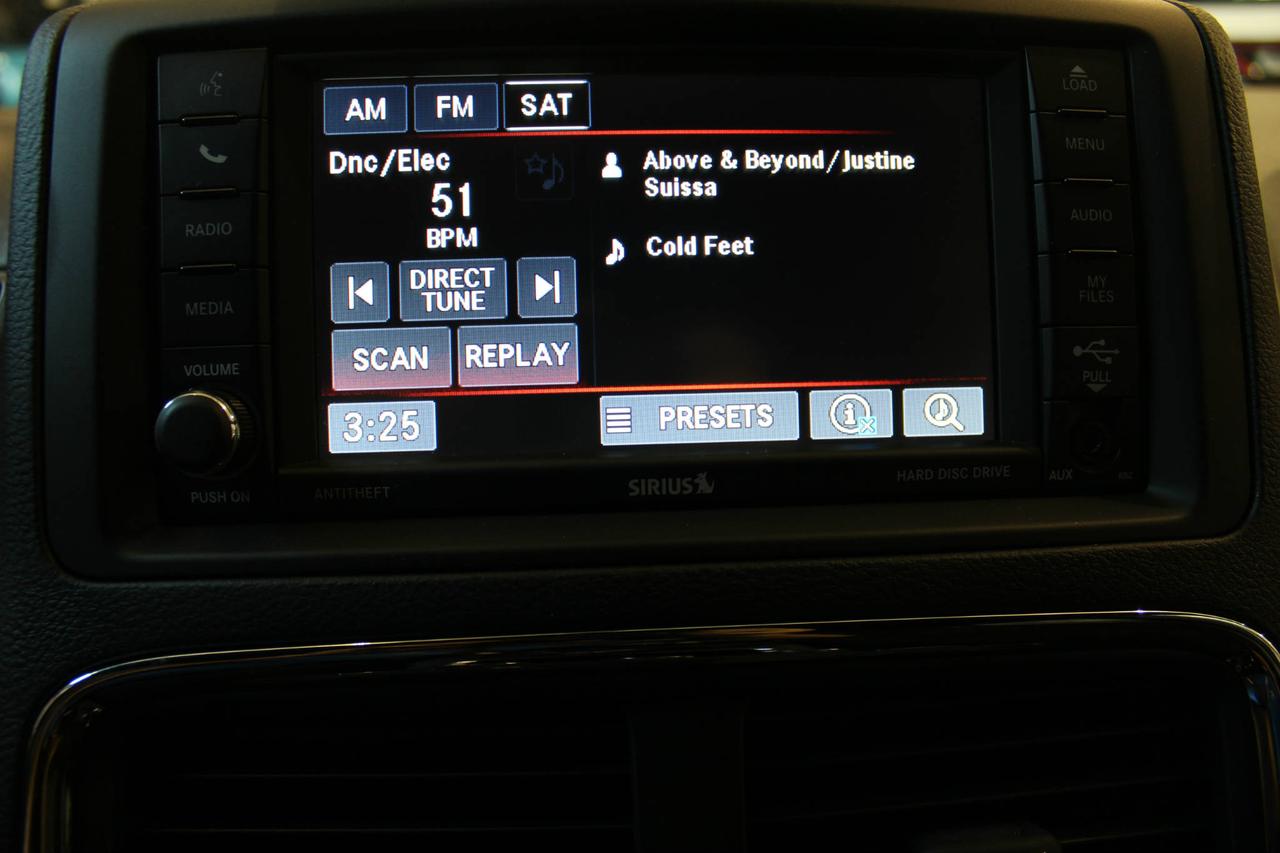 LOAD
AM FM SAT
MENU
Dnc/Elec
Above & Beyond/Justine
Suissa
51
BPM
RADIO
AUDIO
Cold Feet
DIRECT
TUNE
MY
FILES
MEDIA
SCAN REPLAY
VOLUME
PULL
3:25
PRESETS
PUSH ON
ANTITHEFT
SIRIUS
HARD DISC DRIVE
AUX